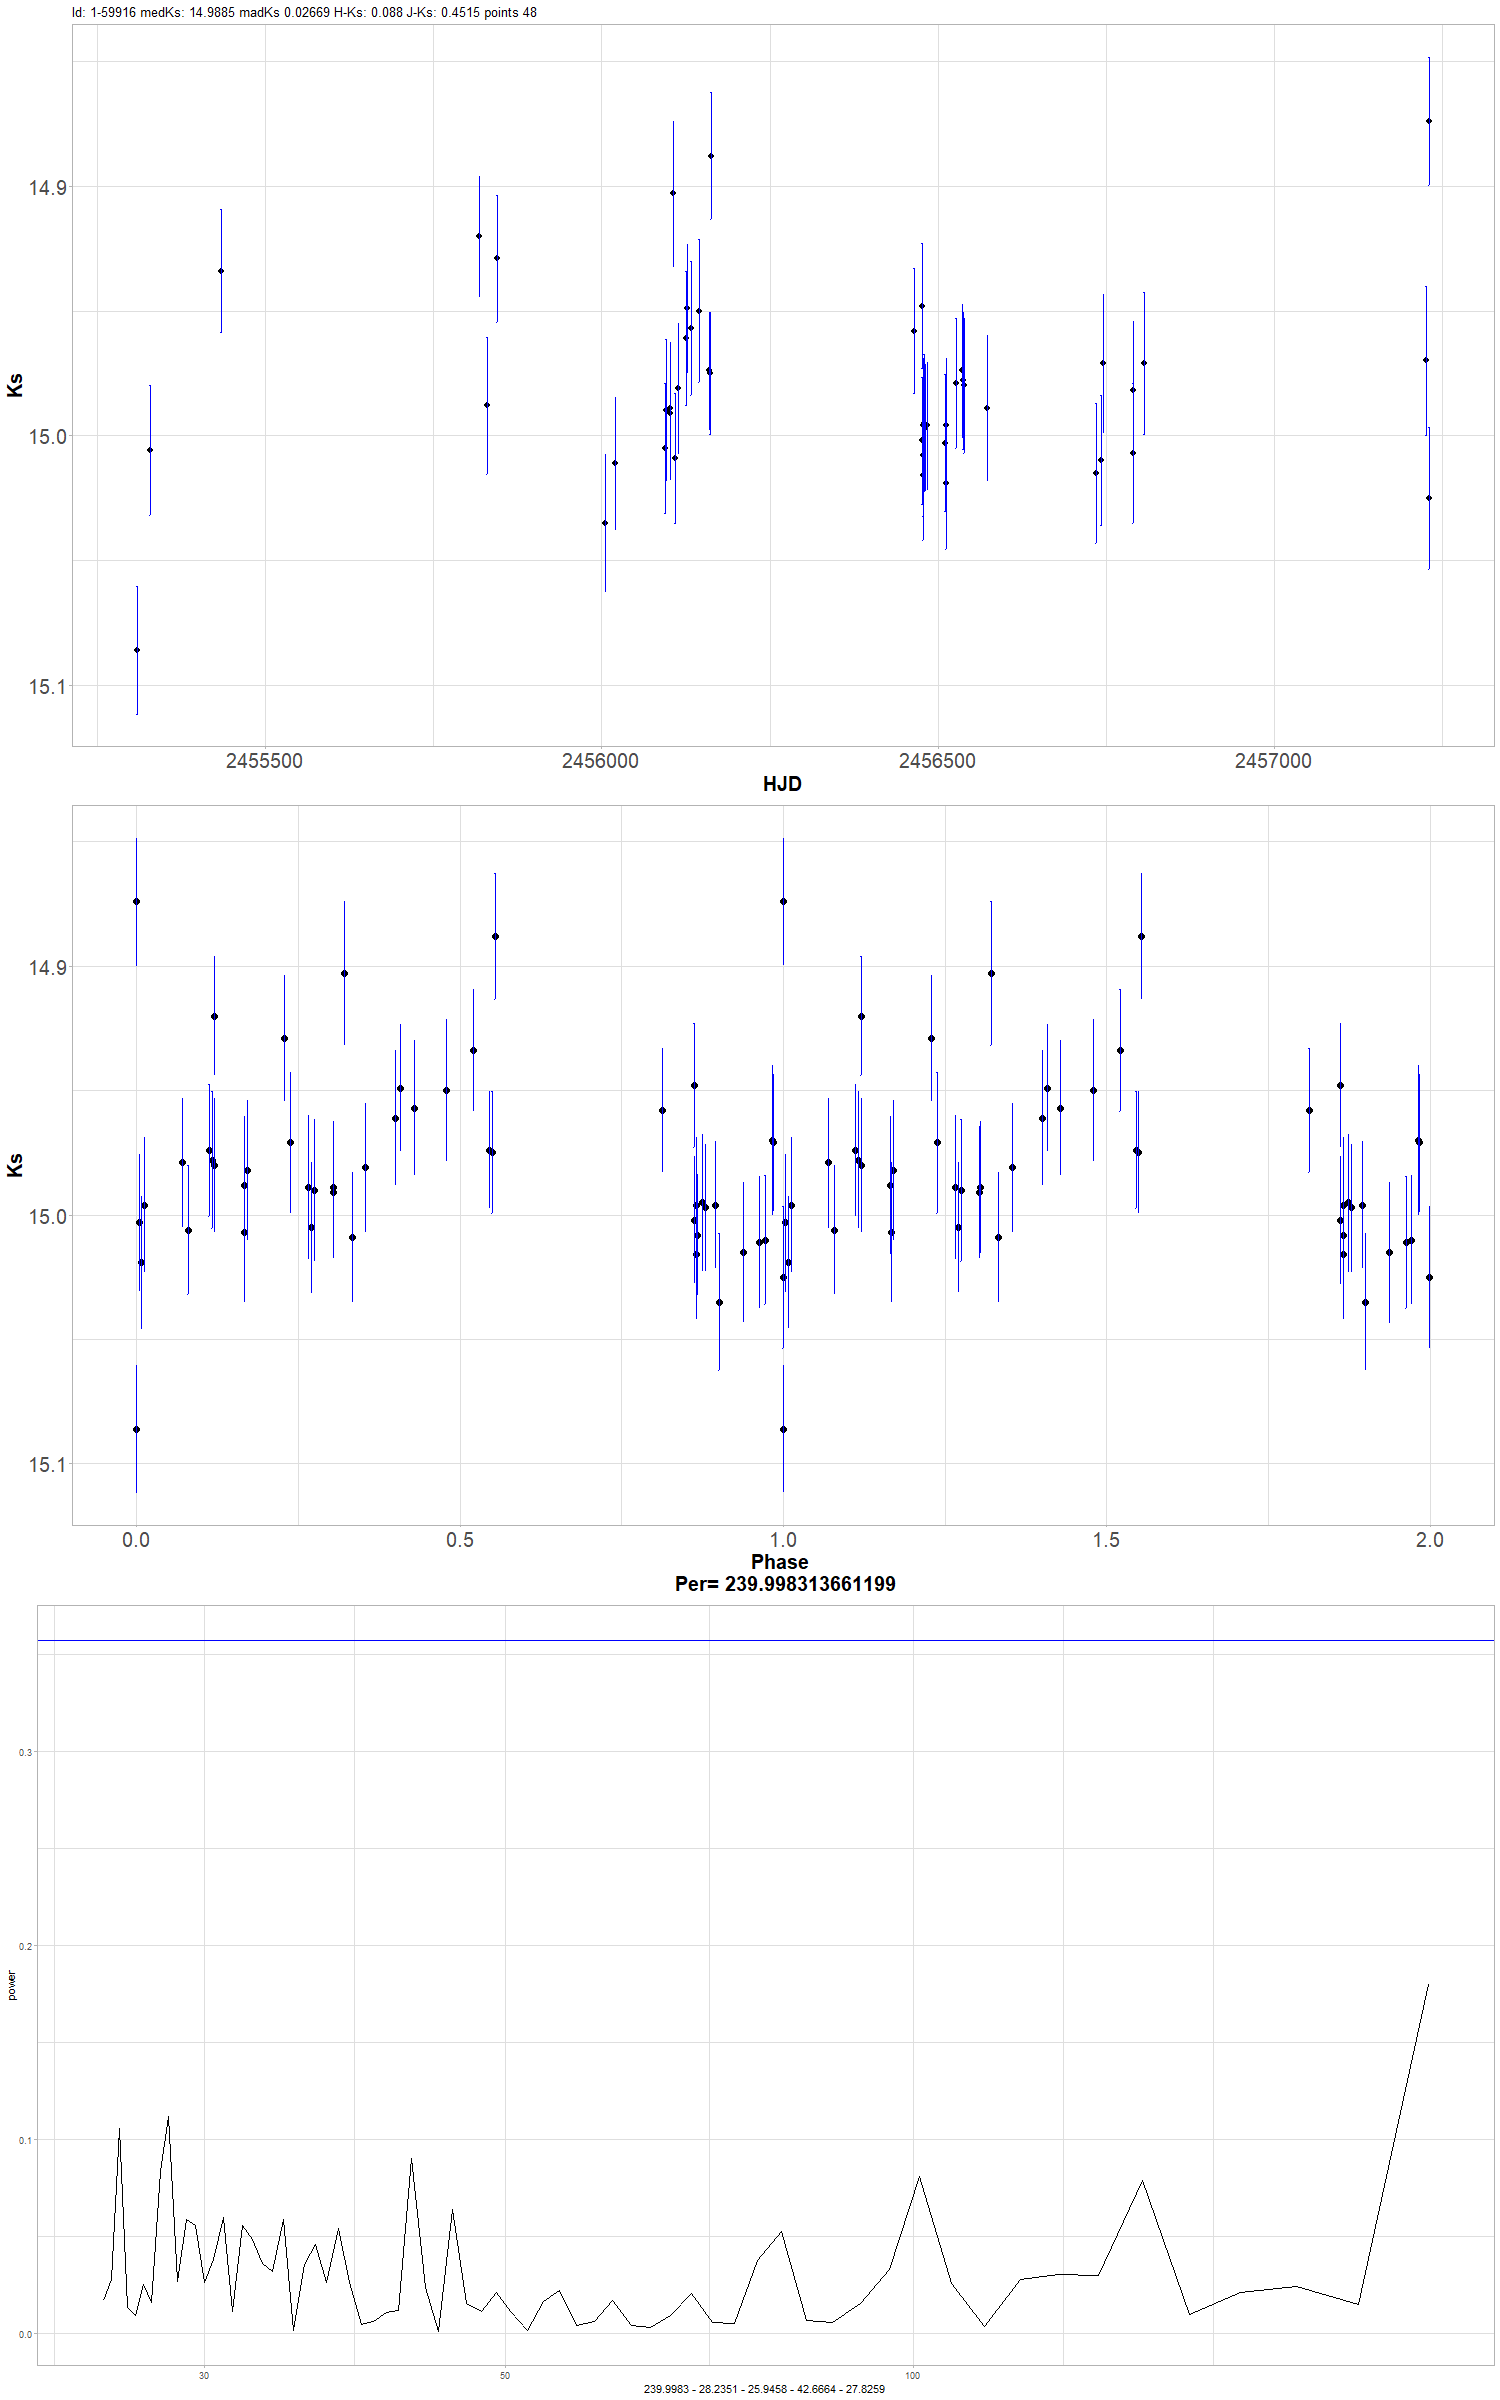 Id: 1-59916 medKs: 14.9885 madKs 0.02669 H-Ks: 0.088 J-Ks: 0.4515 points 48
14.9
15.0
15.1
Ks
2455500 2456000 2456500 2457000
HJD
14.9
15.0
15.1
Ks
0.0 0.5 1.0 1.5 2.0
Phase
Per= 239.998313661199
0.3
0.2
0.1
0.0
power
30 50 100
239.9983 - 28.2351 - 25.9458 - 42.6664 - 27.8259